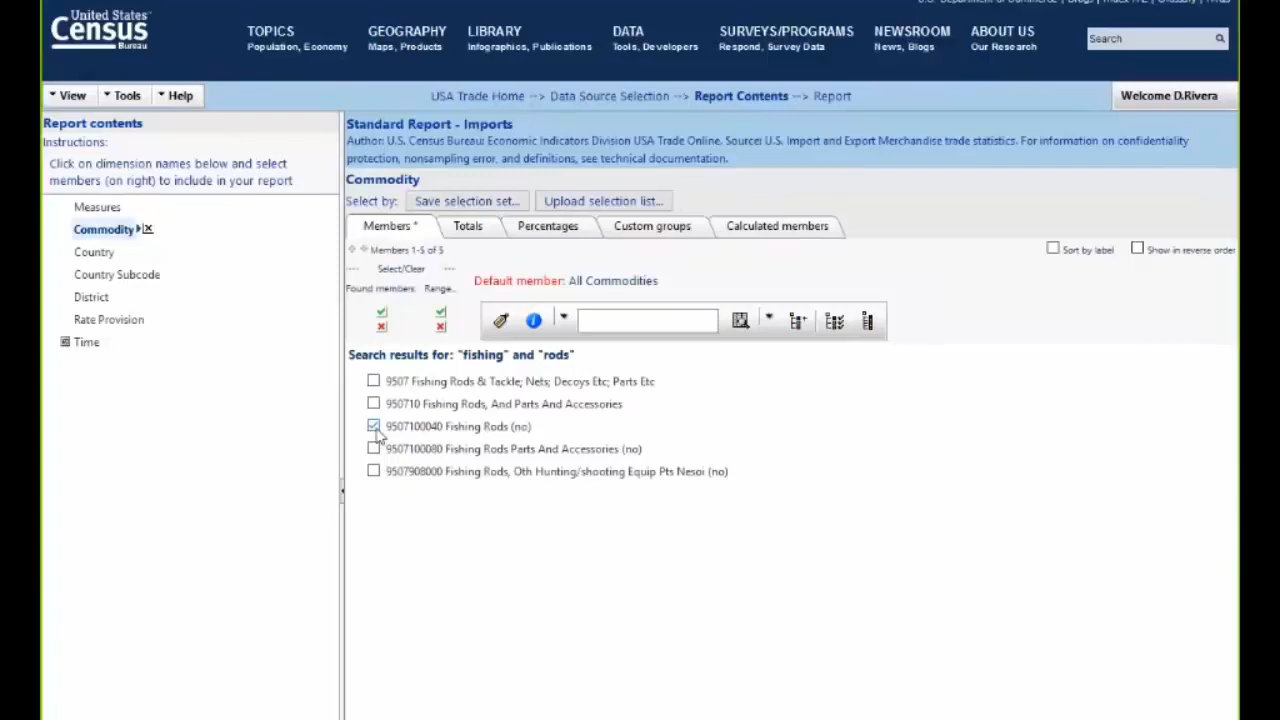 United States™
Census
Bureau
TOPICS
Population, Economy
GEOGRAPHY
Maps, Products
LIBRARY
Infographics, Publications
DATA
Tools, Developers
SURVEYS/PROGRAMS
Respond, Survey Data
NEWSROOM
News, Blogs
ABOUT US
Our Research
Search
View
Tools
Help
USA Trade Home --> Data Source Selection --> Report Contents --> Report
Welcome D.Rivera
Report contents
Instructions:
Click on dimension names below and select
members (on right) to include in your report
Measures
Commodity
Country
Country Subcode
District
Rate Provision
Time
Standard Report - Imports
Author: U.S. Census Bureau: Economic Indicators Division USA Trade Online. Source: U.S. Import and Export Merchandise trade statistics. For information on confidentiality
protection, nonsampling error, and definitions, see technical documentation.
Commodity
Select by: Save selection set... Upload selection list...
Members * Totals Percentages Custom groups Calculated members
Members 1-5 of 5
Sort by label Show in reverse order
--- Select/Clear ---
Found members: Range...
Default member: All Commodities
Search results for: "fishing" and "rods"
9507 Fishing Rods & Tackle; Nets; Decoys Etc; Parts Etc
950710 Fishing Rods, And Parts And Accessories
9507100040 Fishing Rods (no)
9507100080 Fishing Rods Parts And Accessories (no)
9507908000 Fishing Rods, Oth Hunting/shooting Equip Pts Nesoi (no)